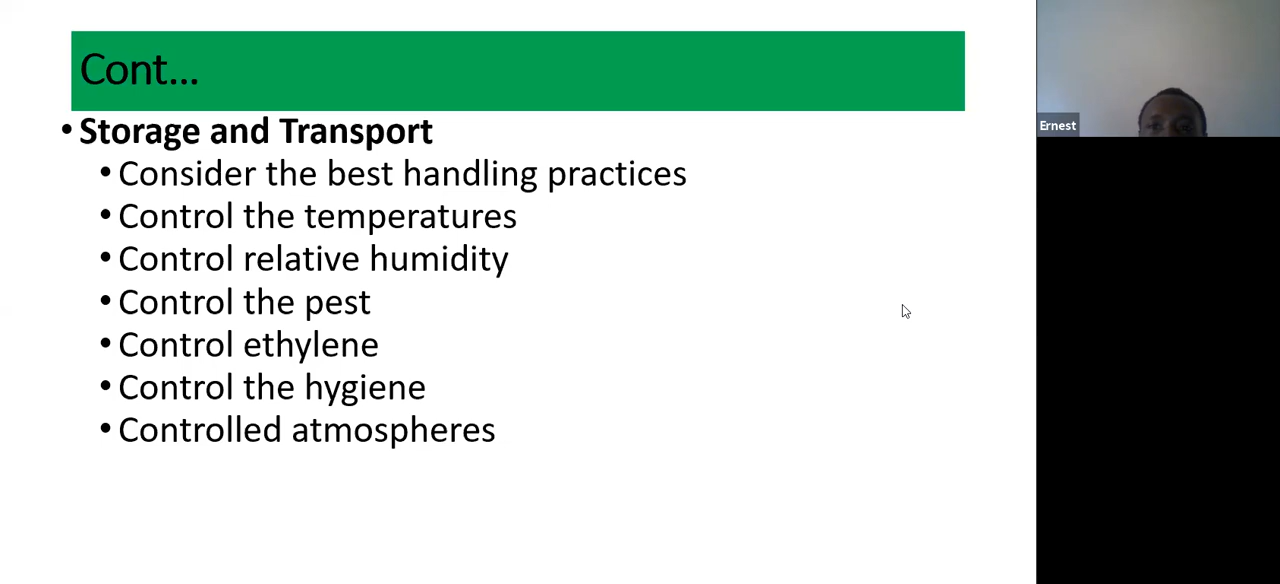 Cont...
• Storage and Transport
• Consider the best handling practices
• Control the temperatures
• Control relative humidity
• Control the pest
• Control ethylene
• Control the hygiene
• Controlled atmospheres
Ernest